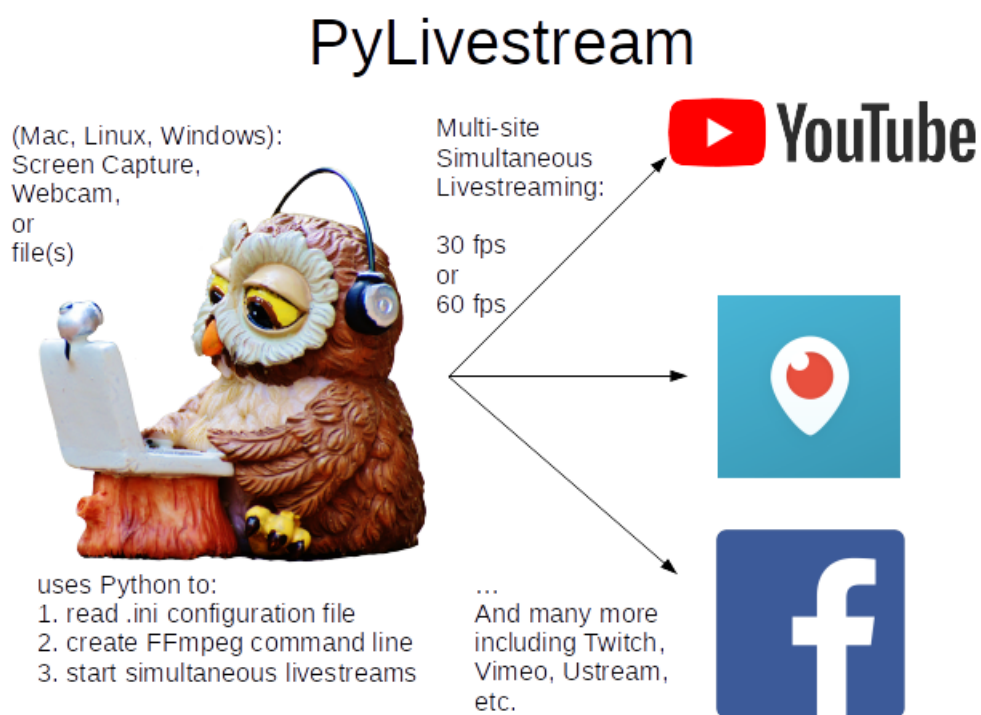 PyLivestream
(Mac, Linux, Windows):
Screen Capture,
Webcam,
or
file(s)
Multi-site
Simultaneous
Livestreaming:
30 fps
or
60 fps
YouTube
uses Python to:
1. read .ini configuration file
2. create FFmpeg command line
3. start simultaneous livestreams
...
And many more
including Twitch,
Vimeo, Ustream,
etc.
f